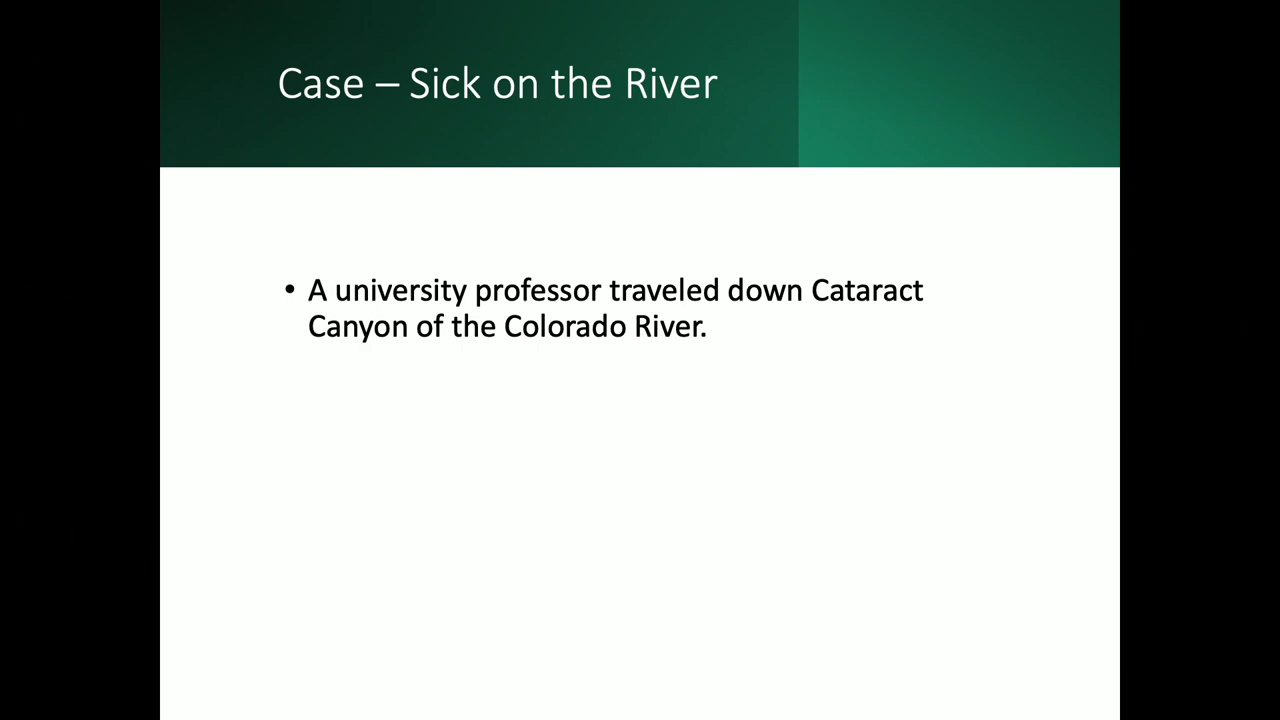 Case – Sick on the River
• A university professor traveled down Cataract
Canyon of the Colorado River.